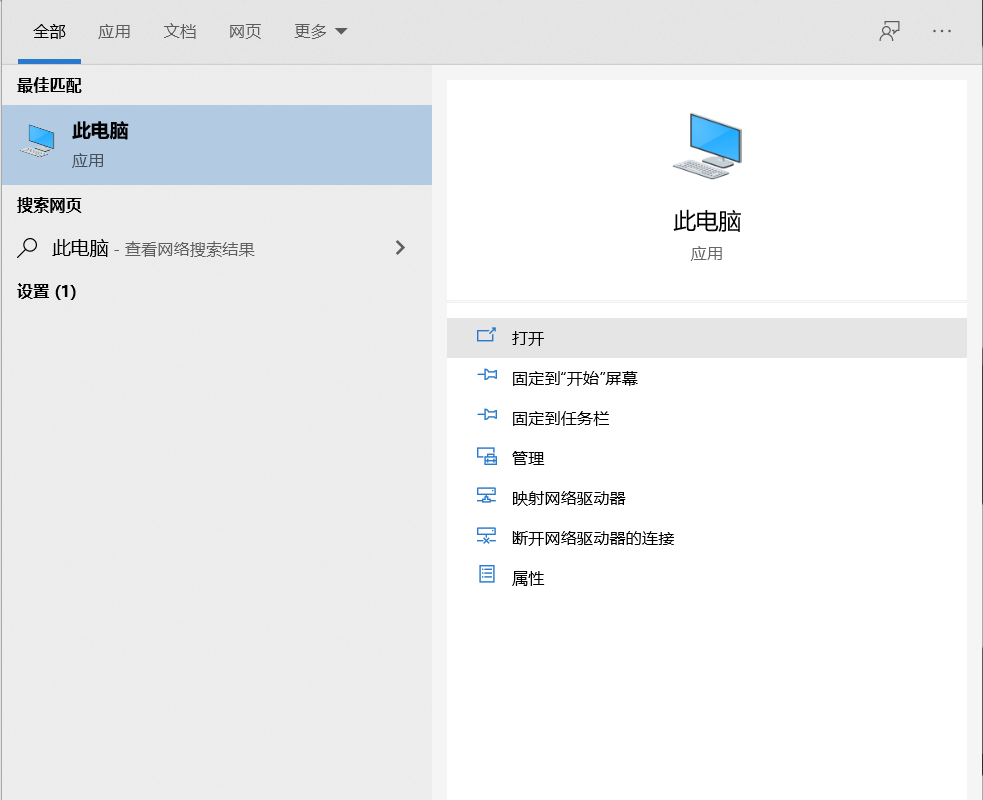 全部 应用 文档 网页 更多
最佳匹配
此电脑
应用
搜索网页
此电脑 - 查看网络搜索结果
设置 (1)
此电脑
应用
打开
固定到“开始”屏幕
固定到任务栏
管理
映射网络驱动器
断开网络驱动器的连接
属性